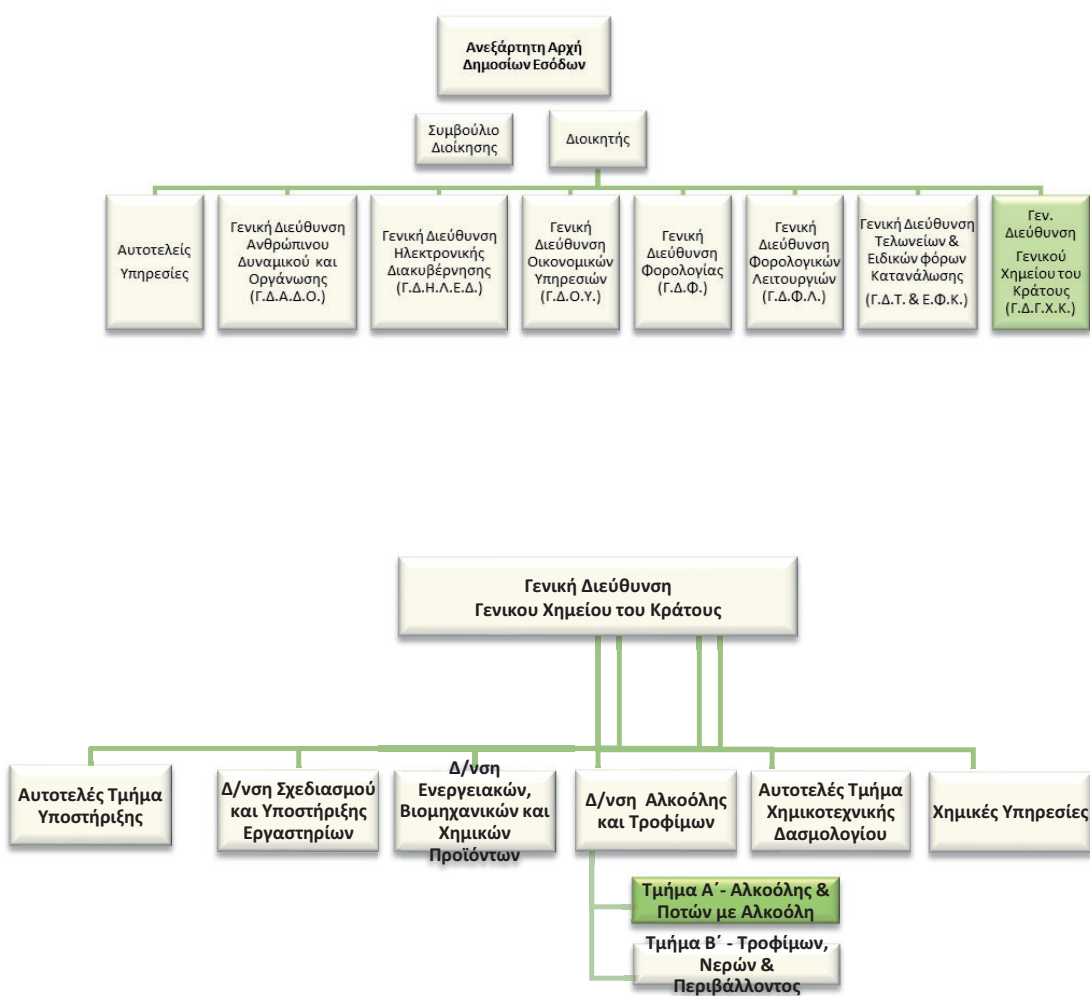 Ανεξάρτητη Αρχή
Δημοσίων Εσόδων
Συμβούλιο
Διοίκησης
Διοικητής
Αυτοτελείς
Υπηρεσίες
Γενική Διεύθυνση
Ανθρώπινου
Δυναμικού και
Οργάνωσης
(Γ.Δ.Α.Δ.Ο.)
Γενική Διεύθυνση
Ηλεκτρονικής
Διακυβέρνησης
(Γ.Δ.Η.Λ.Ε.Δ.)
Γενική
Διεύθυνση
Οικονομικών
Υπηρεσιών
(Γ.Δ.Ο.Υ.)
Γενική
Διεύθυνση
Φορολογίας
(Γ.Δ.Φ.)
Γενική
Διεύθυνση
Φορολογικών
Λειτουργιών
(Γ.Δ.Φ.Λ.)
Γενική Διεύθυνση
Τελωνείων &
Ειδικών φόρων
Κατανάλωσης
(Γ.Δ.Τ. & Ε.Φ.Κ.)
Γεν.
Διεύθυνση
Γενικού
Χημείου του
Κράτους
(Γ.Δ.Γ.Χ.Κ.)
Γενική Διεύθυνση
Γενικου Χημείου του Κράτους
Αυτοτελές Τμήμα
Υποστήριξης
Δ/νση Σχεδιασμού
και Υποστήριξης
Εργαστηρίων
Δ/νση
Ενεργειακών,
Βιομηχανικών και
Χημικών
Προϊόντων
Δ/νση Αλκοόλης
και Τροφίμων
Αυτοτελές Τμήμα
Χημικοτεχνικής
Δασμολογίου
Χημικές Υπηρεσίες
Τμήμα Α΄- Αλκοόλης &
Ποτών με Αλκοόλη
Τμήμα Β΄ - Τροφίμων,
Νερών &
Περιβάλλοντος